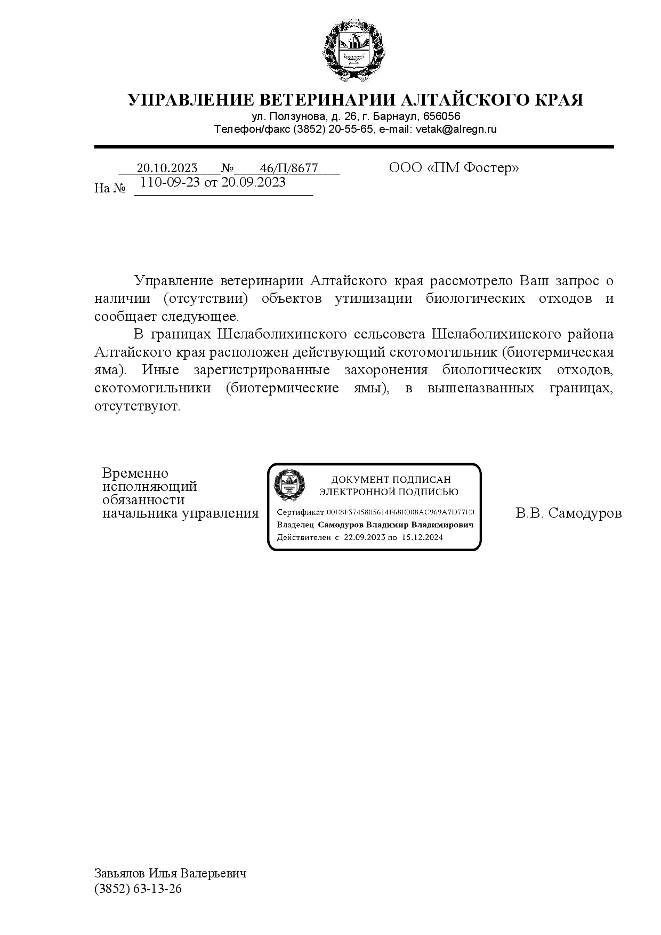 УПРАВЛЕНИЕ ВЕТЕРИНАРИИ АЛТАЙСКОГО КРАЯ
ул. Ползунова, д. 26, г. Барнаул, 656056
Телефон/факс (3852) 20-55-65, e-mail: vetak@alregn.ru
20.10.2023 № 46/П/8677 ООО «ПМ Фостер»
На № 110-09-23 от 20.09.2023
Управление ветеринарии Алтайского края рассмотрело Ваш запрос о
наличии (отсутствии) объектов утилизации биологических отходов и
сообщает следующее.
В границах Шелаболихинского сельсовета Шелаболихинского района
Алтайского края расположен действующий скотомогильник (биотермическая
яма). Иные зарегистрированные захоронения биологических отходов,
скотомогильники (биотермические ямы), в вышеназванных границах,
отсутствуют.
Временно
исполняющий
обязанности
начальника управления
ДОКУМЕНТ ПОДПИСАН
ЭЛЕКТРОННОЙ ПОДПИСЬЮ
Сертификат
Владелец Самодуров Владимир Владимирович
Действителен с 22.09.2023 по 15.12.2024
В.В. Самодуров
Завьялов Илья Валерьевич
(3852) 63-13-26